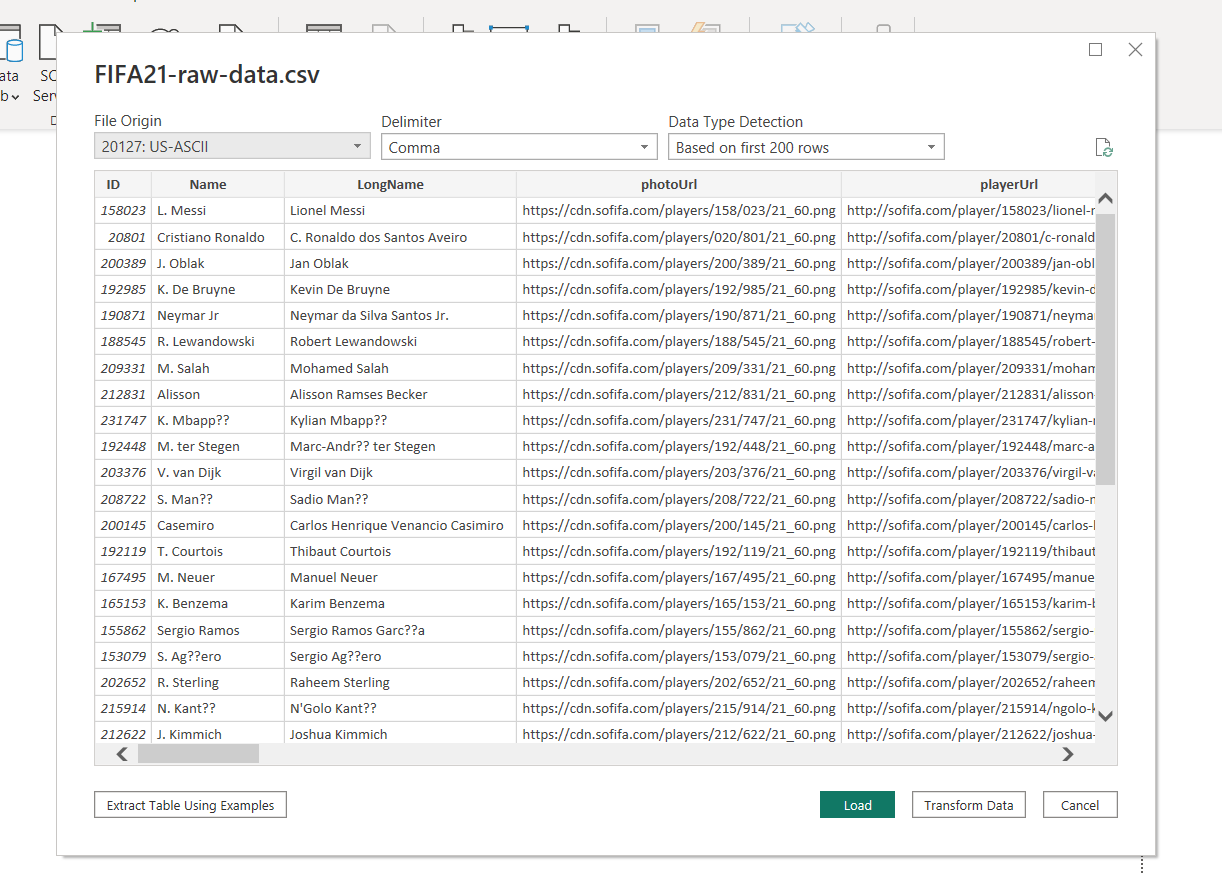 ata
SC
b
Serv
FIFA21-raw-data.csv
File Origin
Delimiter
Data Type Detection
20127: US-ASCII
Comma
Based on first 200 rows
ID Name LongName photoUrl playerUrl
158023 L. Messi Lionel Messi https://cdn.sofifa.com/players/158/023/21_60.png http://sofifa.com/player/158023/lionel-
20801 Cristiano Ronaldo C. Ronaldo dos Santos Aveiro https://cdn.sofifa.com/players/020/801/21_60.png http://sofifa.com/player/20801/c-ronald
200389 J. Oblak Jan Oblak https://cdn.sofifa.com/players/200/389/21_60.png http://sofifa.com/player/200389/jan-obl
192985 K. De Bruyne Kevin De Bruyne https://cdn.sofifa.com/players/192/985/21_60.png http://sofifa.com/player/192985/kevin-d
190871 Neymar Jr Neymar da Silva Santos Jr. https://cdn.sofifa.com/players/190/871/21_60.png http://sofifa.com/player/190871/neyma
188545 R. Lewandowski Robert Lewandowski https://cdn.sofifa.com/players/188/545/21_60.png http://sofifa.com/player/188545/robert-
209331 M. Salah Mohamed Salah https://cdn.sofifa.com/players/209/331/21_60.png http://sofifa.com/player/209331/moham
212831 Alisson Alisson Ramses Becker https://cdn.sofifa.com/players/212/831/21_60.png http://sofifa.com/player/212831/alisson-
231747 K. Mbapp?? Kylian Mbapp?? https://cdn.sofifa.com/players/231/747/21_60.png http://sofifa.com/player/231747/kylian-
192448 M. ter Stegen Marc-Andr?? ter Stegen https://cdn.sofifa.com/players/192/448/21_60.png http://sofifa.com/player/192448/marc-a
203376 V. van Dijk Virgil van Dijk https://cdn.sofifa.com/players/203/376/21_60.png http://sofifa.com/player/203376/virgil-v
208722 S. Man?? Sadio Man?? https://cdn.sofifa.com/players/208/722/21_60.png http://sofifa.com/player/208722/sadio-
200145 Casemiro Carlos Henrique Venancio Casimiro https://cdn.sofifa.com/players/200/145/21_60.png http://sofifa.com/player/200145/carlos-
192119 T. Courtois Thibaut Courtois https://cdn.sofifa.com/players/192/119/21_60.png http://sofifa.com/player/192119/thibaut
167495 M. Neuer Manuel Neuer https://cdn.sofifa.com/players/167/495/21_60.png http://sofifa.com/player/167495/manue
165153 K. Benzema Karim Benzema https://cdn.sofifa.com/players/165/153/21_60.png http://sofifa.com/player/165153/karim-
155862 Sergio Ramos Sergio Ramos Garc??a https://cdn.sofifa.com/players/155/862/21_60.png http://sofifa.com/player/155862/sergio-
153079 S. Ag??ero Sergio Ag??ero https://cdn.sofifa.com/players/153/079/21_60.png http://sofifa.com/player/153079/sergio-
202652 R. Sterling Raheem Sterling https://cdn.sofifa.com/players/202/652/21_60.png http://sofifa.com/player/202652/raheem
215914 N. Kant?? N'Golo Kant?? https://cdn.sofifa.com/players/215/914/21_60.png http://sofifa.com/player/215914/ngolo-
212622 J. Kimmich Joshua Kimmich https://cdn.sofifa.com/players/212/622/21_60.png http://sofifa.com/player/212622/joshua-
Extract Table Using Examples
Load
Transform Data
Cancel